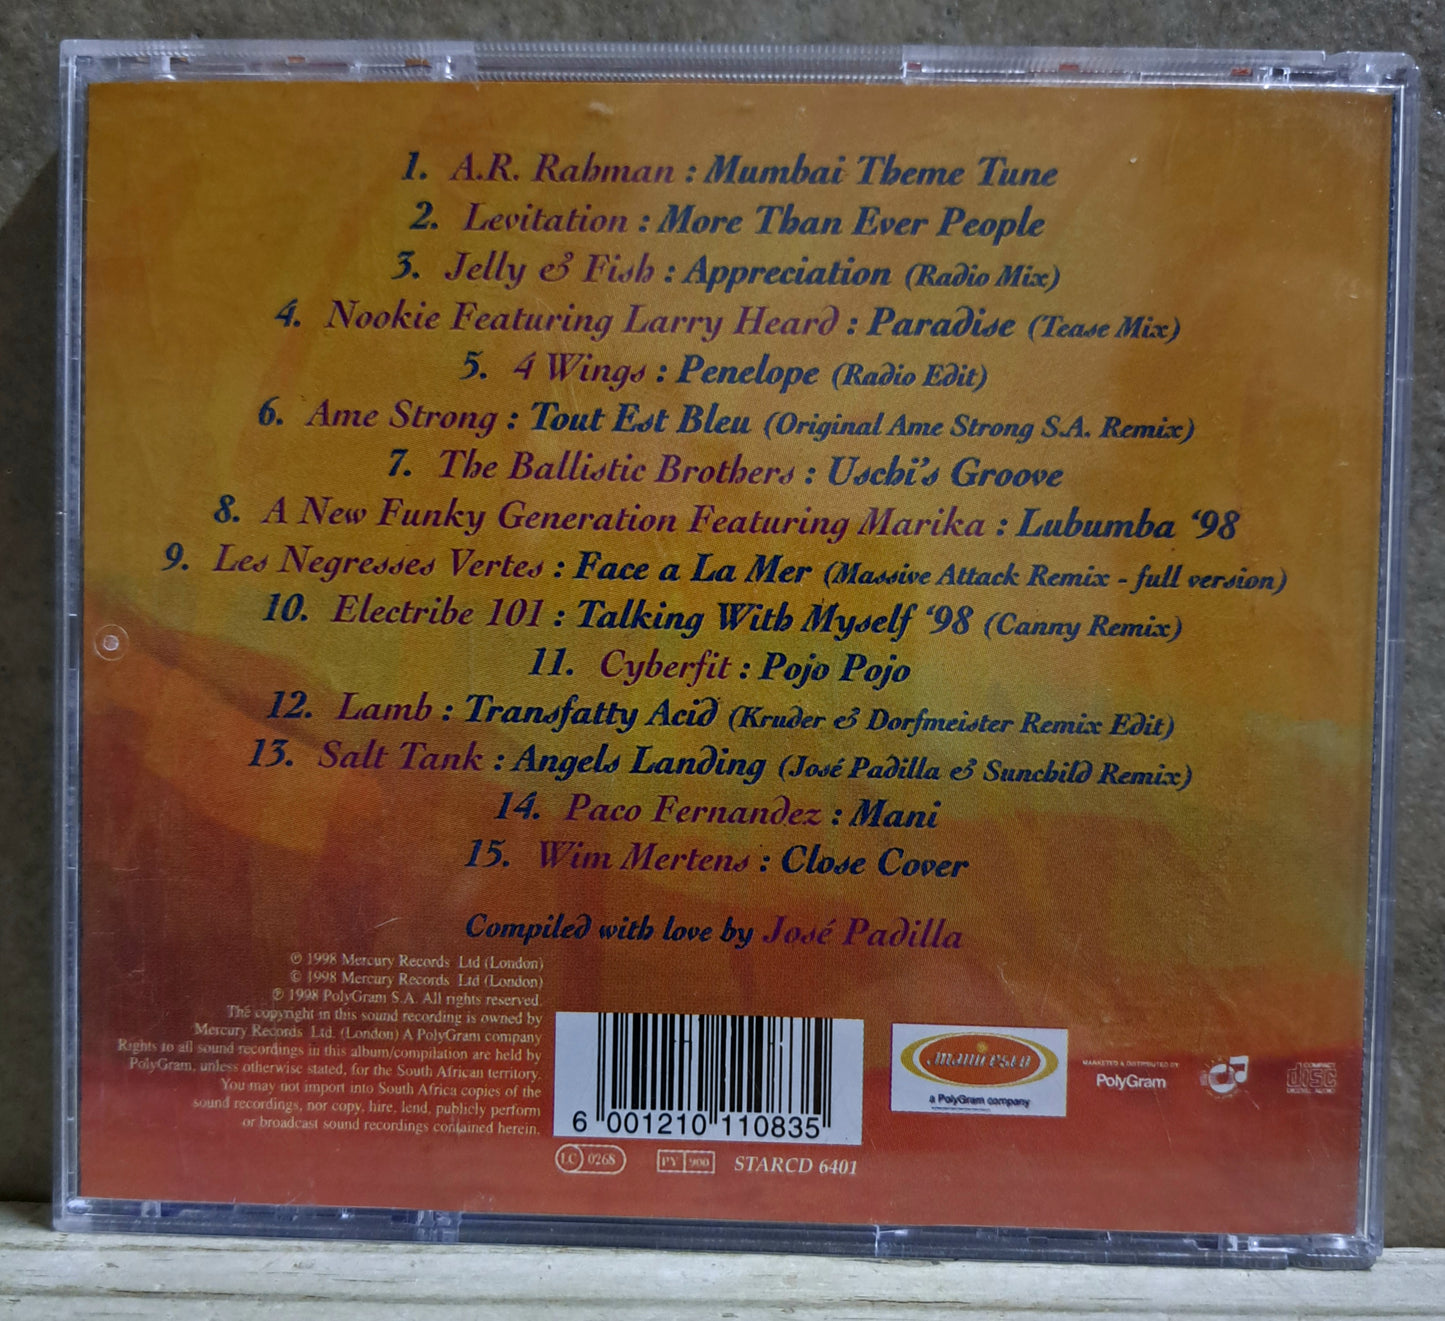 1. A.R. Rahman : Mumbai Theme Tune
2. Levitation : More Than Ever People
3. Jelly & Fish : Appreciation (Radio Mix)
4. Nookie Featuring Larry Heard : Paradise (Tease Mix)
5. 4 Wings : Penelope (Radio Edit)
6. Ame Strong : Tout Est Bleu (Original Ame Strong S.A. Remix)
7. The Ballistic Brothers : Uschi's Groove
8. A New Funky Generation Featuring Marika : Lubumba '98
9. Les Negresses Vertes : Face a La Mer (Massive Attack Remix - full version)
10. Electribe 101 : Talking With Myself '98 (Canny Remix)
11. Cyberfit : Pojo Pojo
12. Lamb : Transfatty Acid (Kruder & Dorfmeister Remix Edit)
13. Salt Tank : Angels Landing (José Padilla & Sunchild Remix)
14. Paco Fernandez : Mani
15. Wim Mertens : Close Cover
Compiled with love by José Padilla
℗ 1998 Mercury Records Ltd (London)
© 1998 Mercury Records Ltd (London)
℗ 1998 PolyGram S.A. All rights reserved.
The copyright in this sound recording is owned by
Mercury Records Ltd. (London) A PolyGram company
Rights to all sound recordings in this album/compilation are held by
PolyGram, unless otherwise stated, for the South African territory.
You may not import into South Africa copies of the
sound recordings, nor copy, hire, lend, publicly perform
or broadcast sound recordings contained herein.
6 001210 110835
LC 0268
PY 900
STARCD 6401
manifesto
a PolyGram company
MARKETED & DISTRIBUTED BY
PolyGram
COMPACT
disc
DIGITAL AUDIO